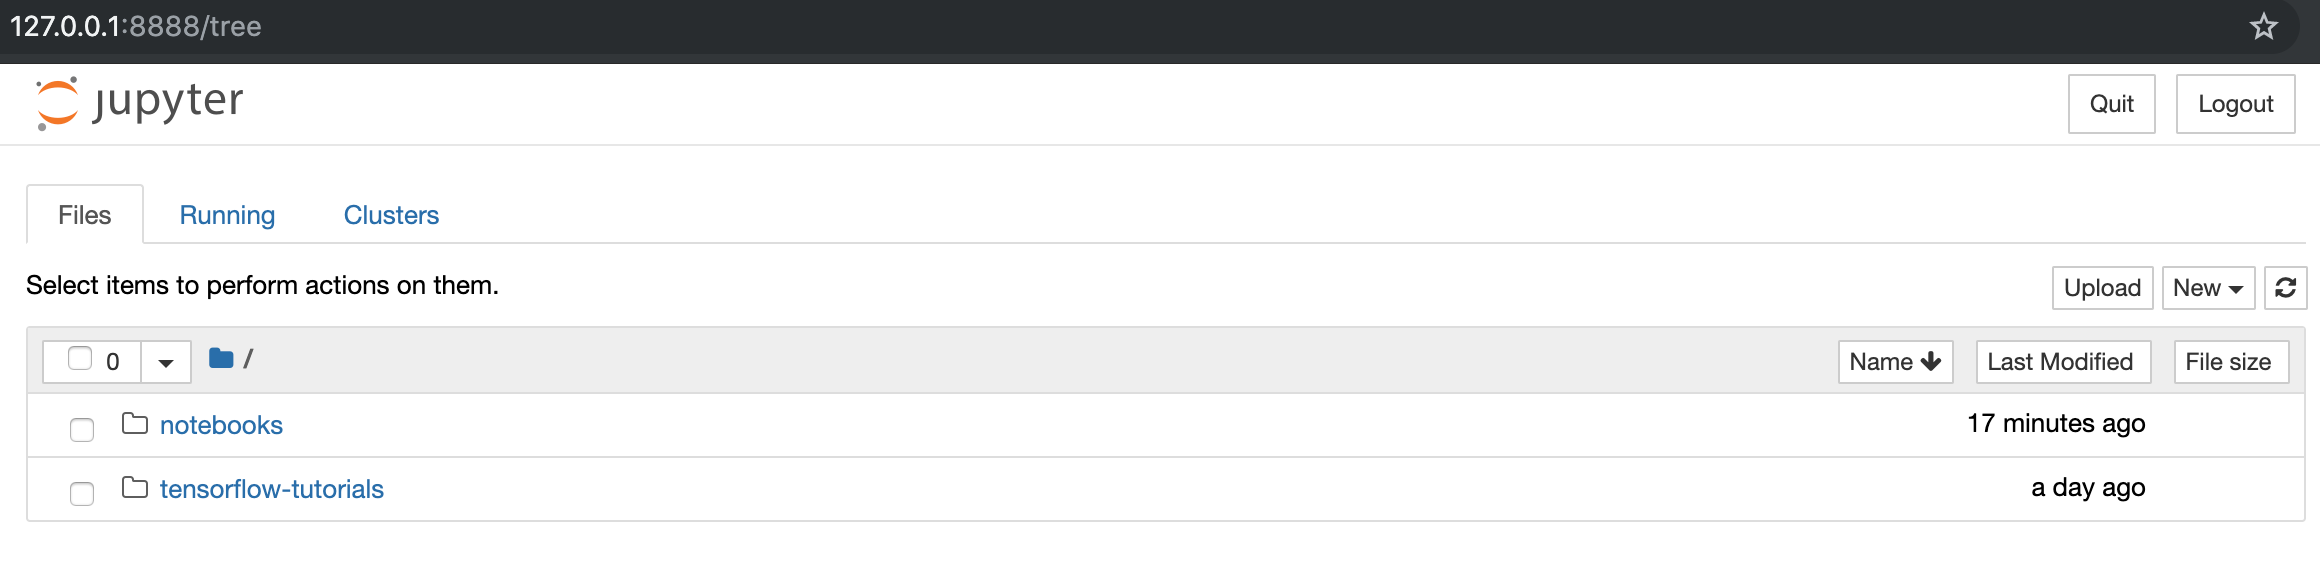 127.0.0.1:8888/tree
jupyter
Quit
Logout
Files
Running
Clusters
Select items to perform actions on them.
Upload
New
0
/
Name
Last Modified
File size
notebooks
17 minutes ago
tensorflow-tutorials
a day ago